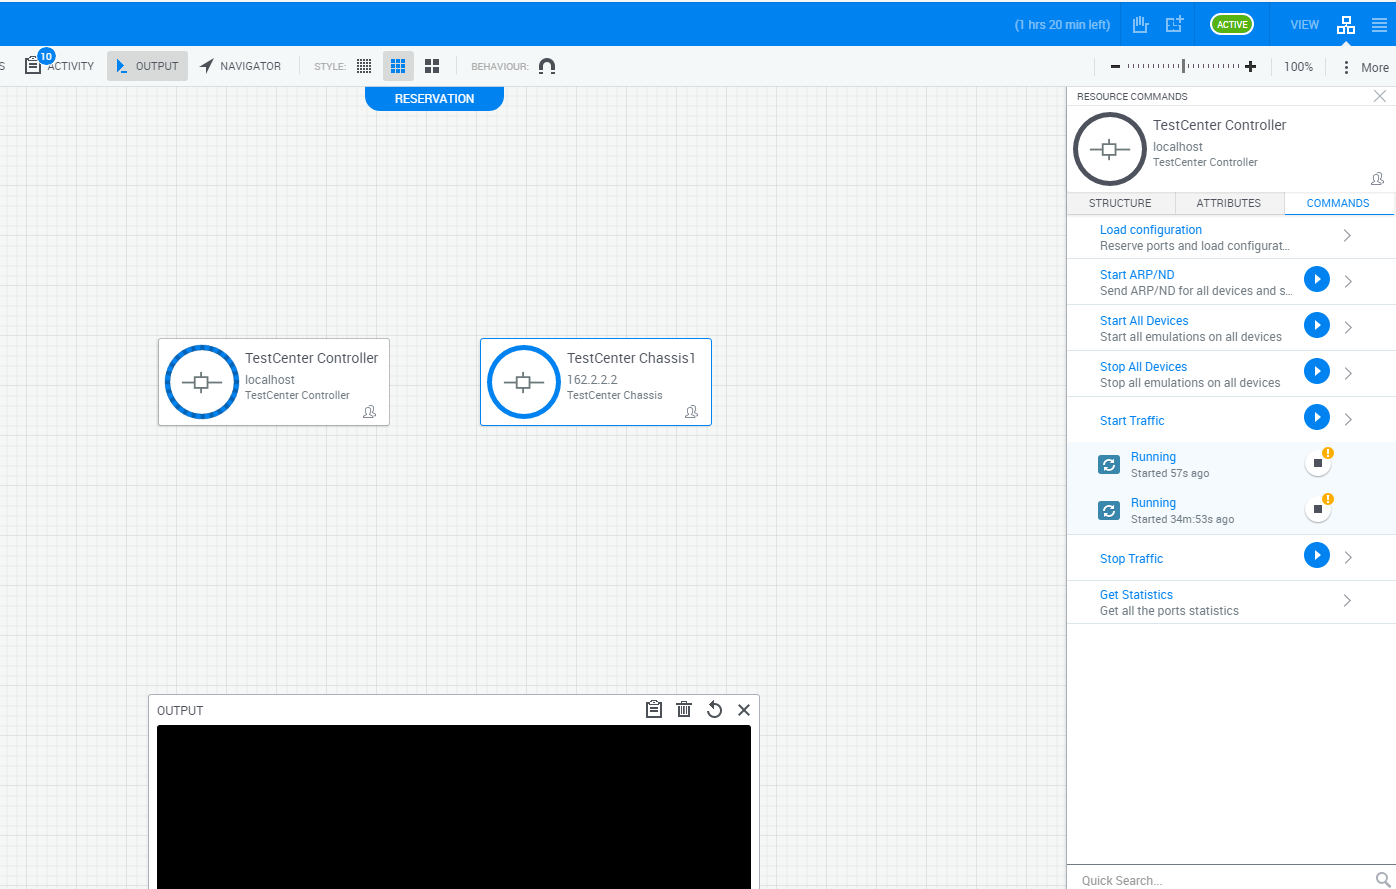 (1 hrs 20 min left)
ACTIVE
VIEW
S
10
ACTIVITY
OUTPUT
NAVIGATOR
STYLE:
BEHAVIOUR:
100%
More
RESERVATION
RESOURCE COMMANDS
TestCenter Controller
localhost
TestCenter Controller
STRUCTURE
ATTRIBUTES
COMMANDS
Load configuration
Reserve ports and load configurat...
Start ARP/ND
Send ARP/ND for all devices and s...
Start All Devices
Start all emulations on all devices
Stop All Devices
Stop all emulations on all devices
Start Traffic
Running
Started 57s ago
Running
Started 34m:53s ago
Stop Traffic
Get Statistics
Get all the ports statistics
TestCenter Controller
localhost
TestCenter Controller
TestCenter Chassis1
162.2.2.2
TestCenter Chassis
OUTPUT
Quick Search...